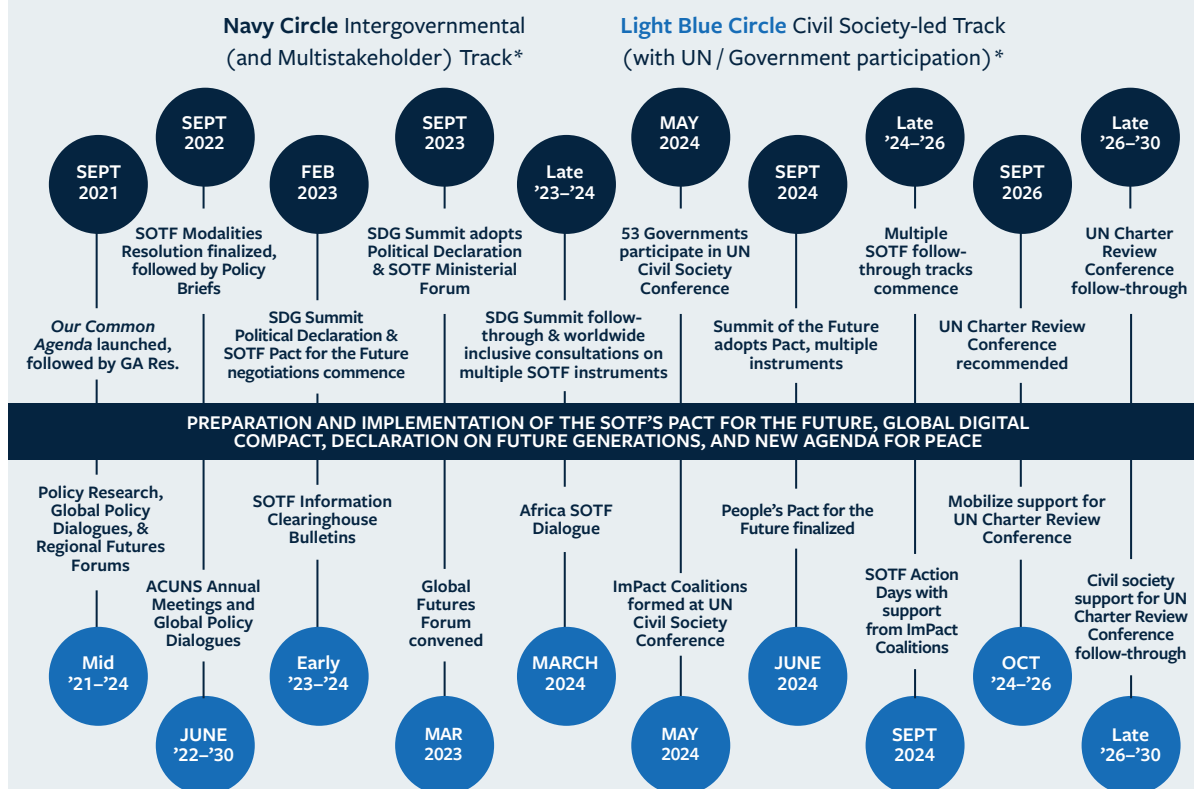 Navy Circle Intergovernmental
(and Multistakeholder) Track*
Light Blue Circle Civil Society-led Track
(with UN / Government participation) *
SEPT
2021
Our Common
Agenda launched,
followed by GA Res.
SEPT
2022
SOTF Modalities
Resolution finalized,
followed by Policy
Briefs
FEB
2023
SDG Summit
Political Declaration &
SOTF Pact for the Future
negotiations commence
SEPT
2023
SDG Summit adopts
Political Declaration
& SOTF Ministerial
Forum
Late
’23–’24
SDG Summit follow-
through & worldwide
inclusive consultations on
multiple SOTF instruments
MAY
2024
53 Governments
participate in UN
Civil Society
Conference
SEPT
2024
Summit of the Future
adopts Pact, multiple
instruments
Late
’24–’26
Multiple
SOTF follow-
through tracks
commence
SEPT
2026
UN Charter Review
Conference
recommended
Late
’26–’30
UN Charter
Review
Conference
follow-through
PREPARATION AND IMPLEMENTATION OF THE SOTF’S PACT FOR THE FUTURE, GLOBAL DIGITAL
COMPACT, DECLARATION ON FUTURE GENERATIONS, AND NEW AGENDA FOR PEACE
Policy Research,
Global Policy
Dialogues, &
Regional Futures
Forums
Mid
’21–’24
ACUNS Annual
Meetings and
Global Policy
Dialogues
JUNE
’22–’30
SOTF Information
Clearinghouse
Bulletins
Early
’23–’24
Global
Futures
Forum
convened
MAR
2023
Africa SOTF
Dialogue
MARCH
2024
ImPact Coalitions
formed at UN
Civil Society
Conference
MAY
2024
People’s Pact for the
Future finalized
JUNE
2024
SOTF Action
Days with
support
from ImPact
Coalitions
SEPT
2024
Mobilize support for
UN Charter Review
Conference
OCT
’24–’26
Civil society
support for UN
Charter Review
Conference
follow-through
Late
’26–’30